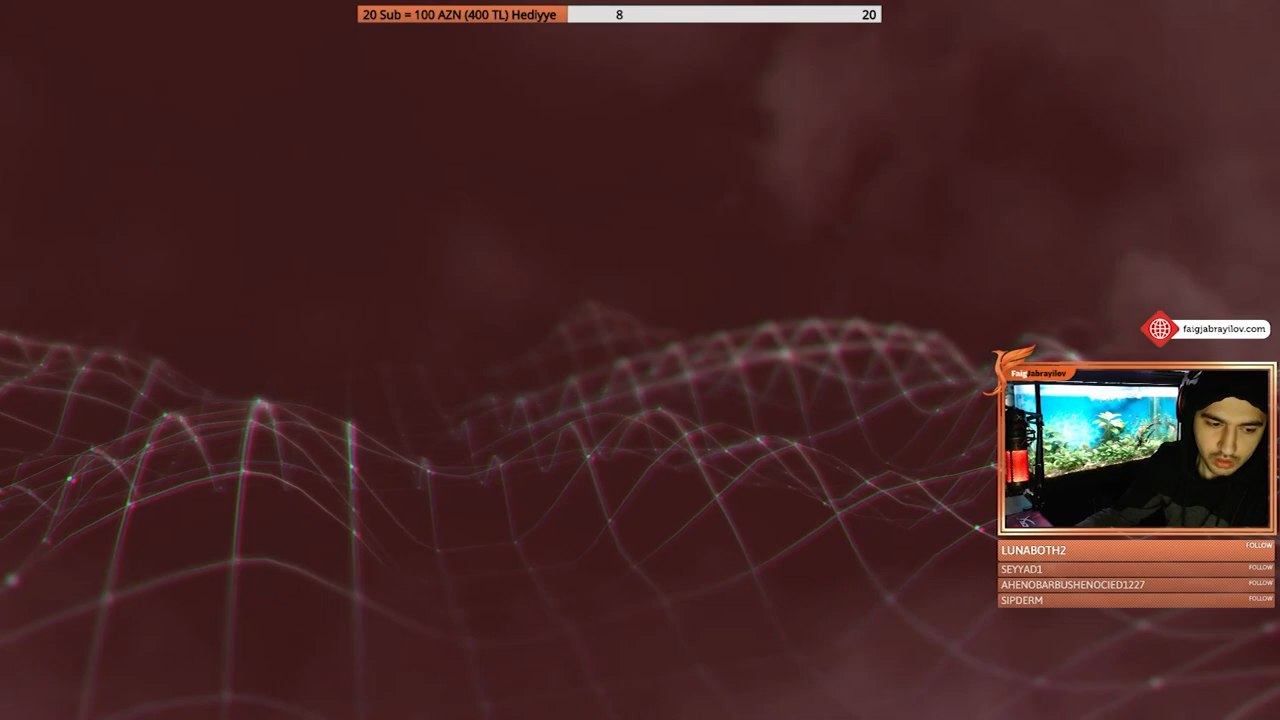 20 Sub = 100 AZN (400 TL) Hediyye 8 20
faigjabrayilov.com
FaigJabrayilov
LUNABOTH2 FOLLOW
SEYYAD1 FOLLOW
AHENOBARBUSHENOCIED1227 FOLLOW
SIPDERM FOLLOW